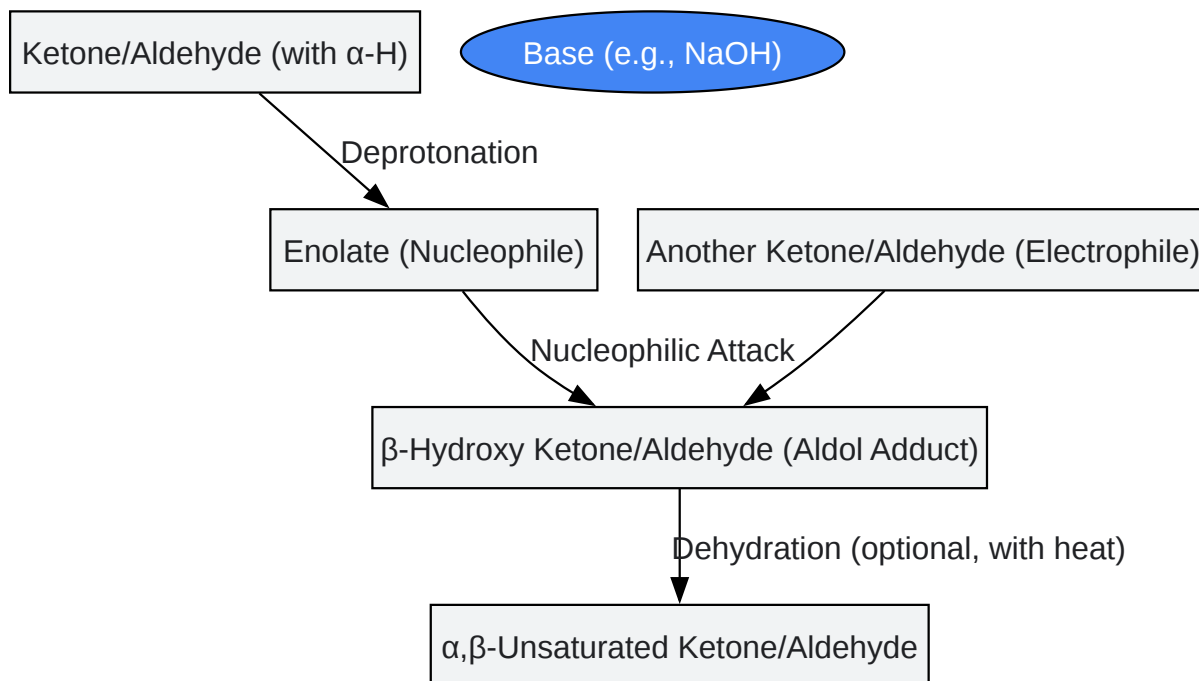 Ketone/Aldehyde (with α-H)
Base (e.g., NaOH)
Deprotonation
Enolate (Nucleophile)
Another Ketone/Aldehyde (Electrophile)
Nucleophilic Attack
β-Hydroxy Ketone/Aldehyde (Aldol Adduct)
Dehydration (optional, with heat)
α,β-Unsaturated Ketone/Aldehyde